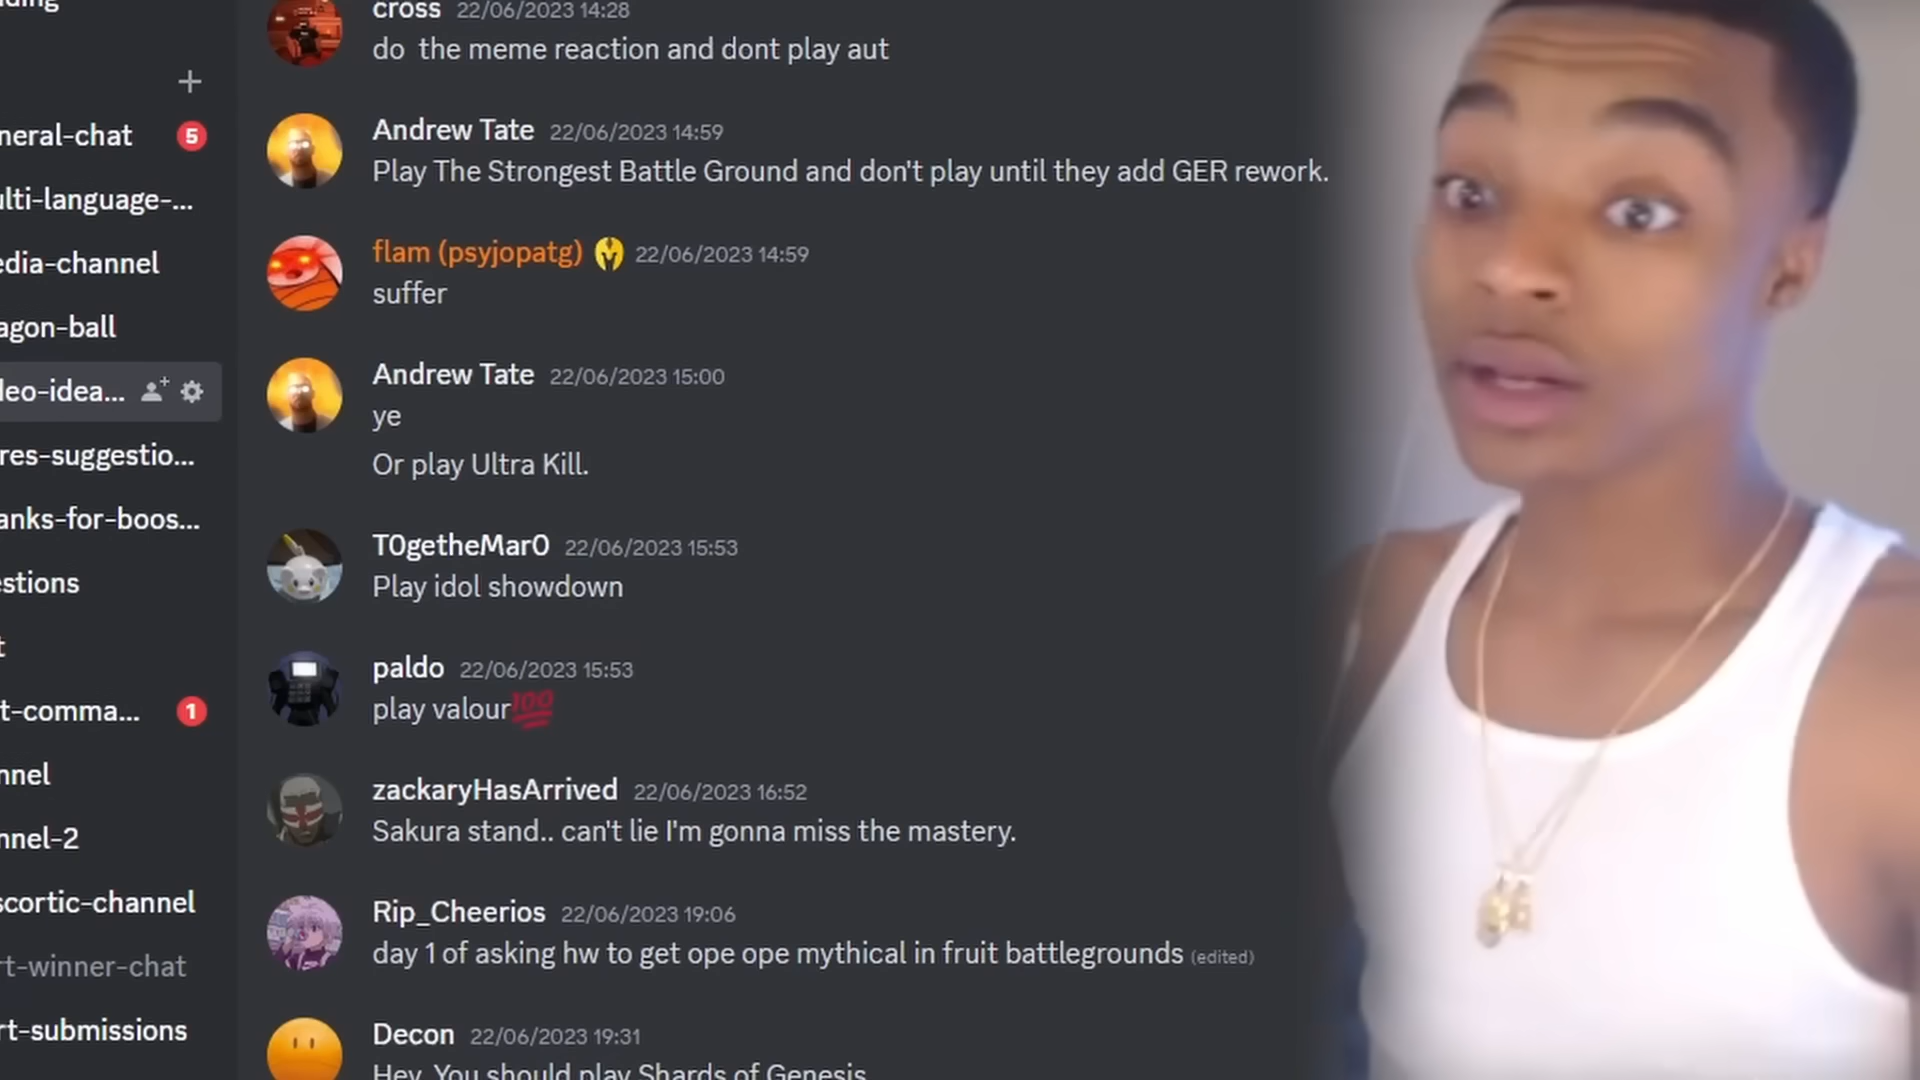 ding
neral-chat 5
ulti-language-...
edia-channel
agon-ball
leo-idea...
res-suggestio...
anks-for-boos...
estions
t
t-comma... 1
nnel
nnel-2
scortic-channel
rt-winner-chat
rt-submissions
cross 22/06/2023 14:28
do the meme reaction and dont play aut
Andrew Tate 22/06/2023 14:59
Play The Strongest Battle Ground and don't play until they add GER rework.
flam (psyjopatg) 22/06/2023 14:59
suffer
Andrew Tate 22/06/2023 15:00
ye
Or play Ultra Kill.
T0getheMar0 22/06/2023 15:53
Play idol showdown
paldo 22/06/2023 15:53
play valour💯
zackaryHasArrived 22/06/2023 16:52
Sakura stand.. can't lie I'm gonna miss the mastery.
Rip_Cheerios 22/06/2023 19:06
day 1 of asking hw to get ope ope mythical in fruit battlegrounds (edited)
Decon 22/06/2023 19:31
Hey, You should play Shards of Genesis